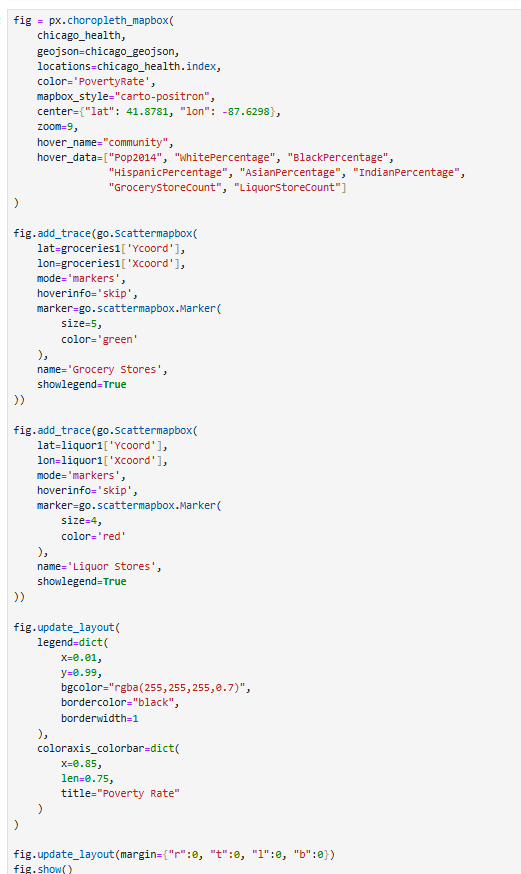 fig = px.choropleth_mapbox(
    chicago_health,
    geojson=chicago_geojson,
    locations=chicago_health.index,
    color='PovertyRate',
    mapbox_style="carto-positron",
    center={"lat": 41.8781, "lon": -87.6298},
    zoom=9,
    hover_name="community",
    hover_data=["Pop2014", "WhitePercentage", "BlackPercentage",
                "HispanicPercentage", "AsianPercentage", "IndianPercentage",
                "GroceryStoreCount", "LiquorStoreCount"]
)

fig.add_trace(go.Scattermapbox(
    lat=groceries1['Ycoord'],
    lon=groceries1['Xcoord'],
    mode='markers',
    hoverinfo='skip',
    marker=go.scattermapbox.Marker(
        size=5,
        color='green'
    ),
    name='Grocery Stores',
    showlegend=True
))

fig.add_trace(go.Scattermapbox(
    lat=liquor1['Ycoord'],
    lon=liquor1['Xcoord'],
    mode='markers',
    hoverinfo='skip',
    marker=go.scattermapbox.Marker(
        size=4,
        color='red'
    ),
    name='Liquor Stores',
    showlegend=True
))

fig.update_layout(
    legend=dict(
        x=0.01,
        y=0.99,
        bgcolor="rgba(255,255,255,0.7)",
        bordercolor="black",
        borderwidth=1
    ),
    coloraxis_colorbar=dict(
        x=0.85,
        len=0.75,
        title="Poverty Rate"
    )
)

fig.update_layout(margin={"r":0, "t":0, "l":0, "b":0})
fig.show()